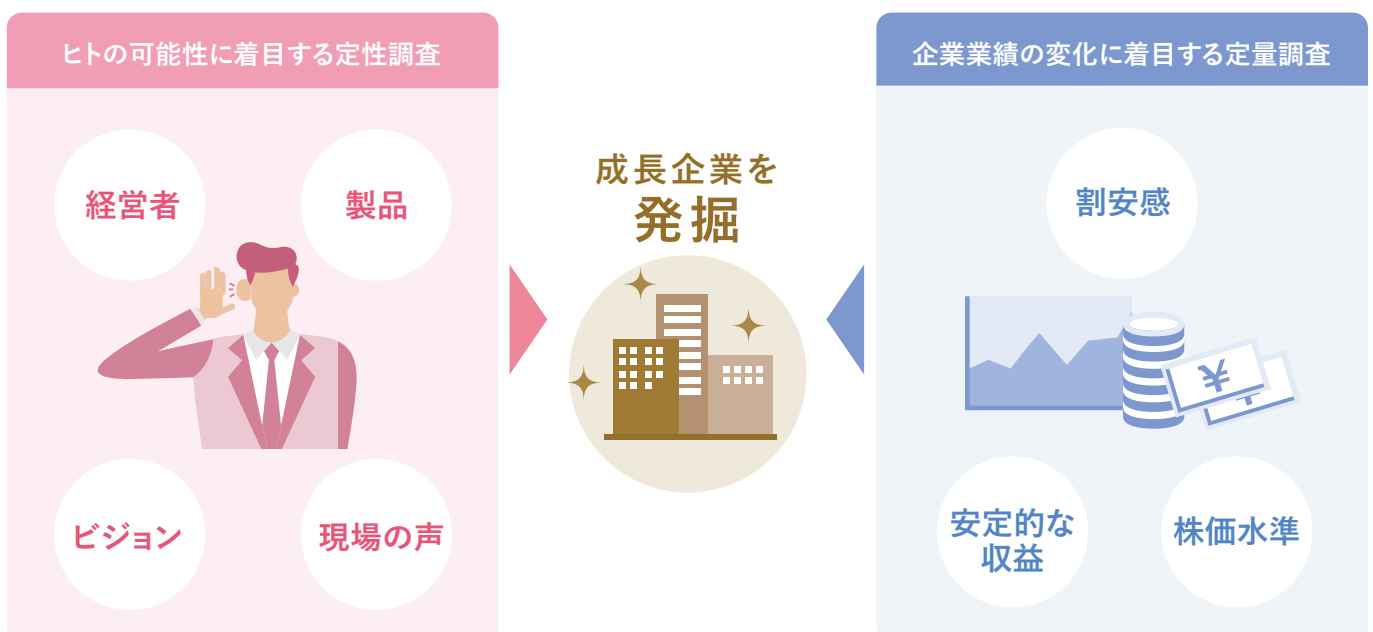 ヒトの可能性に着目する定性調査
経営者
製品
ビジョン
現場の声
成長企業を
発掘
企業業績の変化に着目する定量調査
割安感
¥
¥
安定的な
収益
株価水準